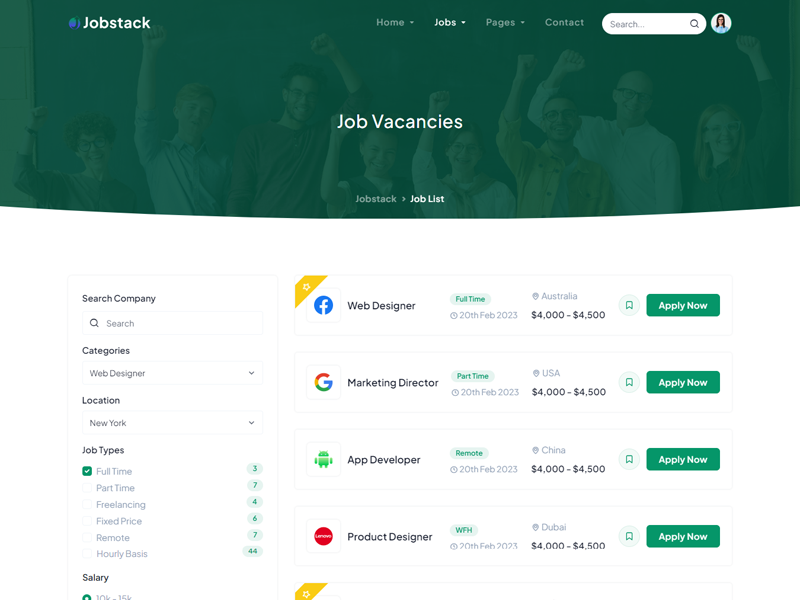 Jobstack
Home
Jobs
Pages
Contact
Search...
Job Vacancies
Jobstack > Job List
Search Company
Search
Categories
Web Designer
Location
New York
Job Types
Full Time 3
Part Time 7
Freelancing 4
Fixed Price 6
Remote 7
Hourly Basis 44
Salary
10k - 15k
Web Designer
Full Time
20th Feb 2023
Australia
$4,000 - $4,500
Apply Now
Marketing Director
Part Time
20th Feb 2023
USA
$4,000 - $4,500
Apply Now
App Developer
Remote
20th Feb 2023
China
$4,000 - $4,500
Apply Now
Lenovo
Product Designer
WFH
20th Feb 2023
Dubai
$4,000 - $4,500
Apply Now